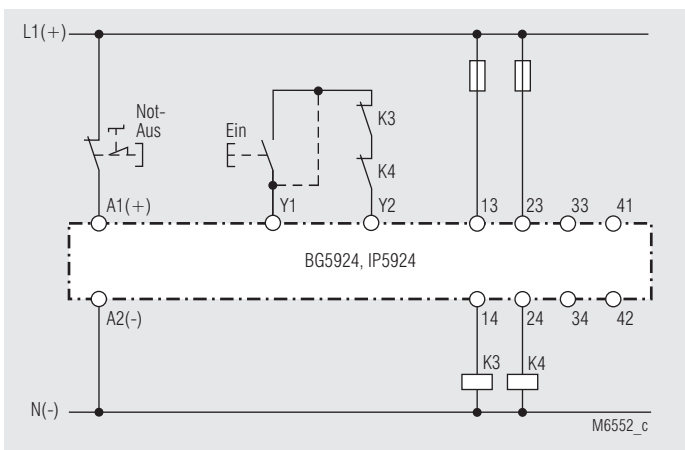 L1(+)
Not-
Aus
Ein
K3
K4
A1(+)
Y1
Y2
13
23
33
41
BG5924, IP5924
A2(-)
14
24
34
42
K3
K4
N(-)
M6552_c